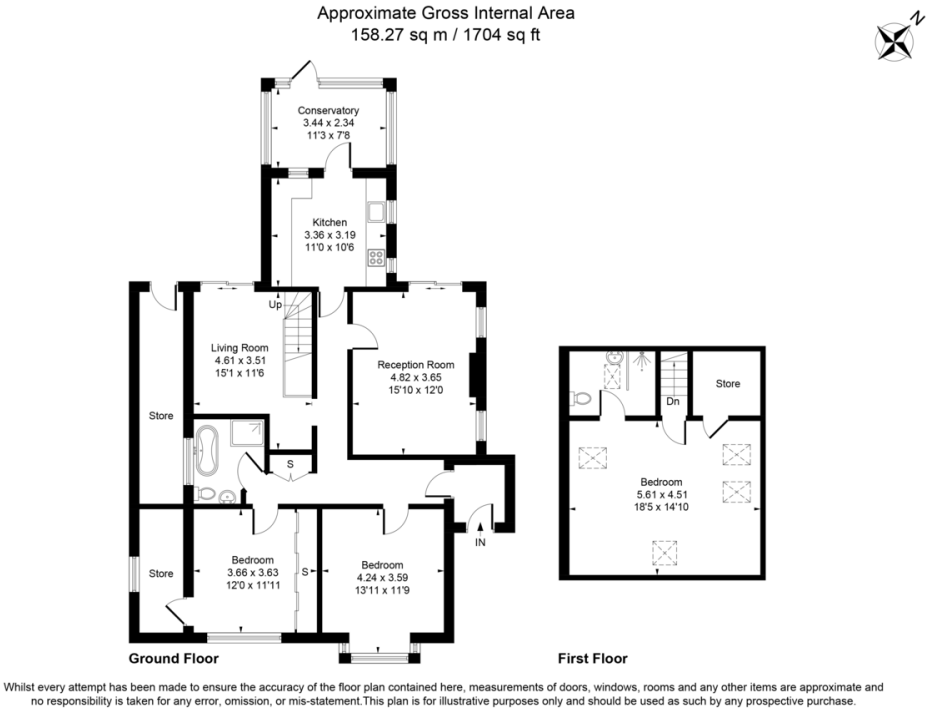 Approximate Gross Internal Area
158.27 sq m / 1704 sq ft
N
Conservatory
3.44 x 2.34
11'3 x 7'8
Kitchen
3.36 x 3.19
11'0 x 10'6
Up
Living Room
4.61 x 3.51
15'1 x 11'6
Reception Room
4.82 x 3.65
15'10 x 12'0
Store
S
IN
Store
Bedroom
3.66 x 3.63
12'0 x 11'11
S
Bedroom
4.24 x 3.59
13'11 x 11'9
Dn
Store
Bedroom
5.61 x 4.51
18'5 x 14'10
Ground Floor
First Floor
Whilst every attempt has been made to ensure the accuracy of the floor plan contained here, measurements of doors, windows, rooms and any other items are approximate and
no responsibility is taken for any error, omission, or mis-statement.This plan is for illustrative purposes only and should be used as such by any prospective purchase.